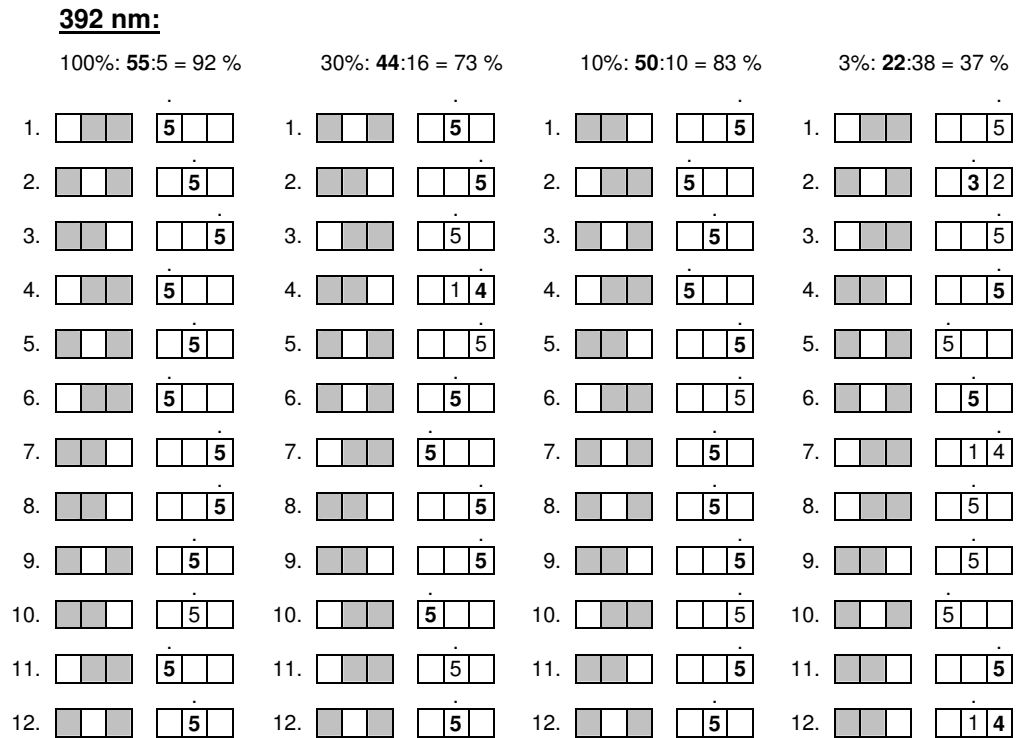 392 nm:
100%: 55:5 = 92 % 30%: 44:16 = 73 % 10%: 50:10 = 83 % 3%: 22:38 = 37 %
1. 5 1. 5 1. 5 1. 5
2. 5 2. 5 2. 5 2. 3 2
3. 5 3. 5 3. 5 3. 5
4. 5 4. 1 4 4. 5 4. 5
5. 5 5. 5 5. 5 5. 5
6. 5 6. 5 6. 5 6. 5
7. 5 7. 5 7. 5 7. 1 4
8. 5 8. 5 8. 5 8. 5
9. 5 9. 5 9. 5 9. 5
10. 5 10. 5 10. 5 10. 5
11. 5 11. 5 11. 5 11. 5
12. 5 12. 5 12. 5 12. 1 4